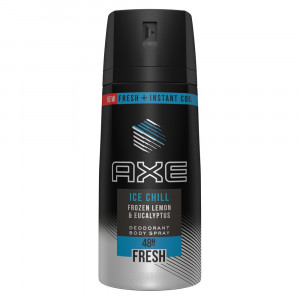 NEW FRESH + INSTANT COOL
AXE
ICE CHILL
FROZEN LEMON
& EUCALYPTUS
DEODORANT
BODY SPRAY
48H
FRESH